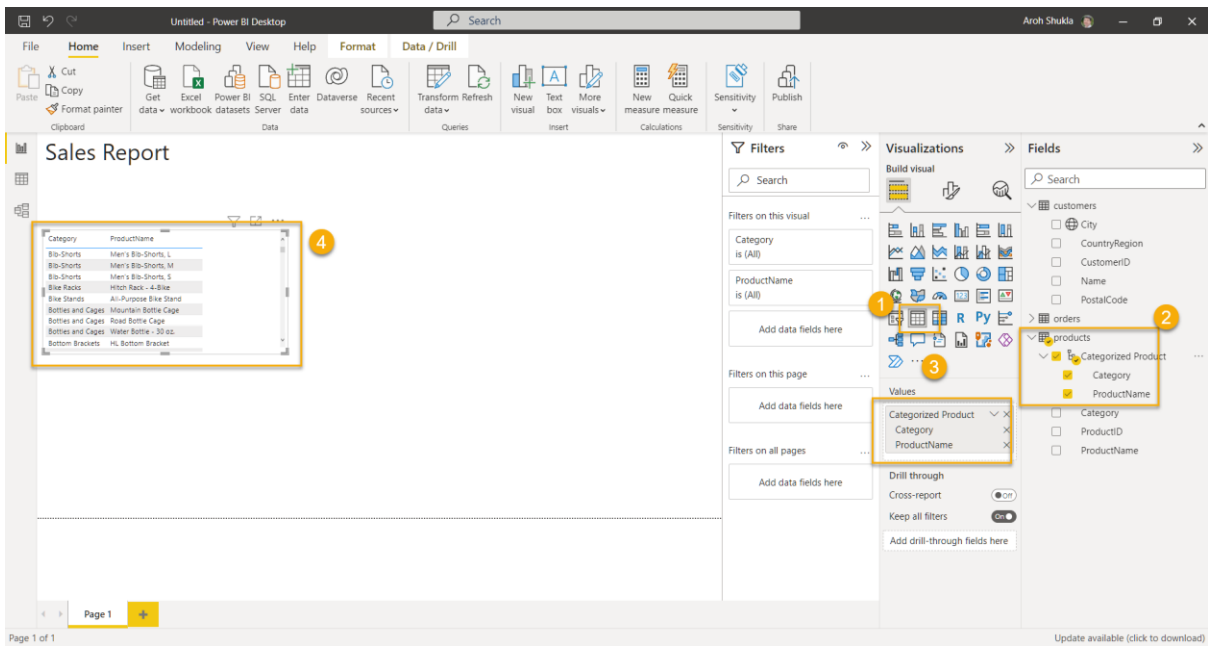 Untitled - Power BI Desktop
Search
Aroh Shukla
File Home Insert Modeling View Help Format Data / Drill
Paste
Cut
Copy
Format painter
Clipboard
Get data
Excel workbook
Power BI datasets
SQL Server
Enter data
Dataverse
Recent sources
Data
Transform data
Refresh
Queries
New visual
Text box
More visuals
Insert
New measure
Quick measure
Calculations
Sensitivity
Sensitivity
Publish
Share
Sales Report
Category ProductName
Bib-Shorts Men's Bib-Shorts, L
Bib-Shorts Men's Bib-Shorts, M
Bib-Shorts Men's Bib-Shorts, S
Bike Racks Hitch Rack - 4-Bike
Bike Stands All-Purpose Bike Stand
Bottles and Cages Mountain Bottle Cage
Bottles and Cages Road Bottle Cage
Bottles and Cages Water Bottle - 30 oz.
Bottom Brackets HL Bottom Bracket
4
Filters
Search
Filters on this visual ...
Category
is (All)
ProductName
is (All)
Add data fields here
Filters on this page ...
Add data fields here
Filters on all pages ...
Add data fields here
Visualizations
Build visual
123
R Py
1
3
Values
Categorized Product
Category
ProductName
Drill through
Cross-report Off
Keep all filters On
Add drill-through fields here
Fields
Search
customers
City
CountryRegion
CustomerID
Name
PostalCode
orders
2
products
Categorized Product ...
Category
ProductName
Category
ProductID
ProductName
Page 1
Page 1 of 1
Update available (click to download)